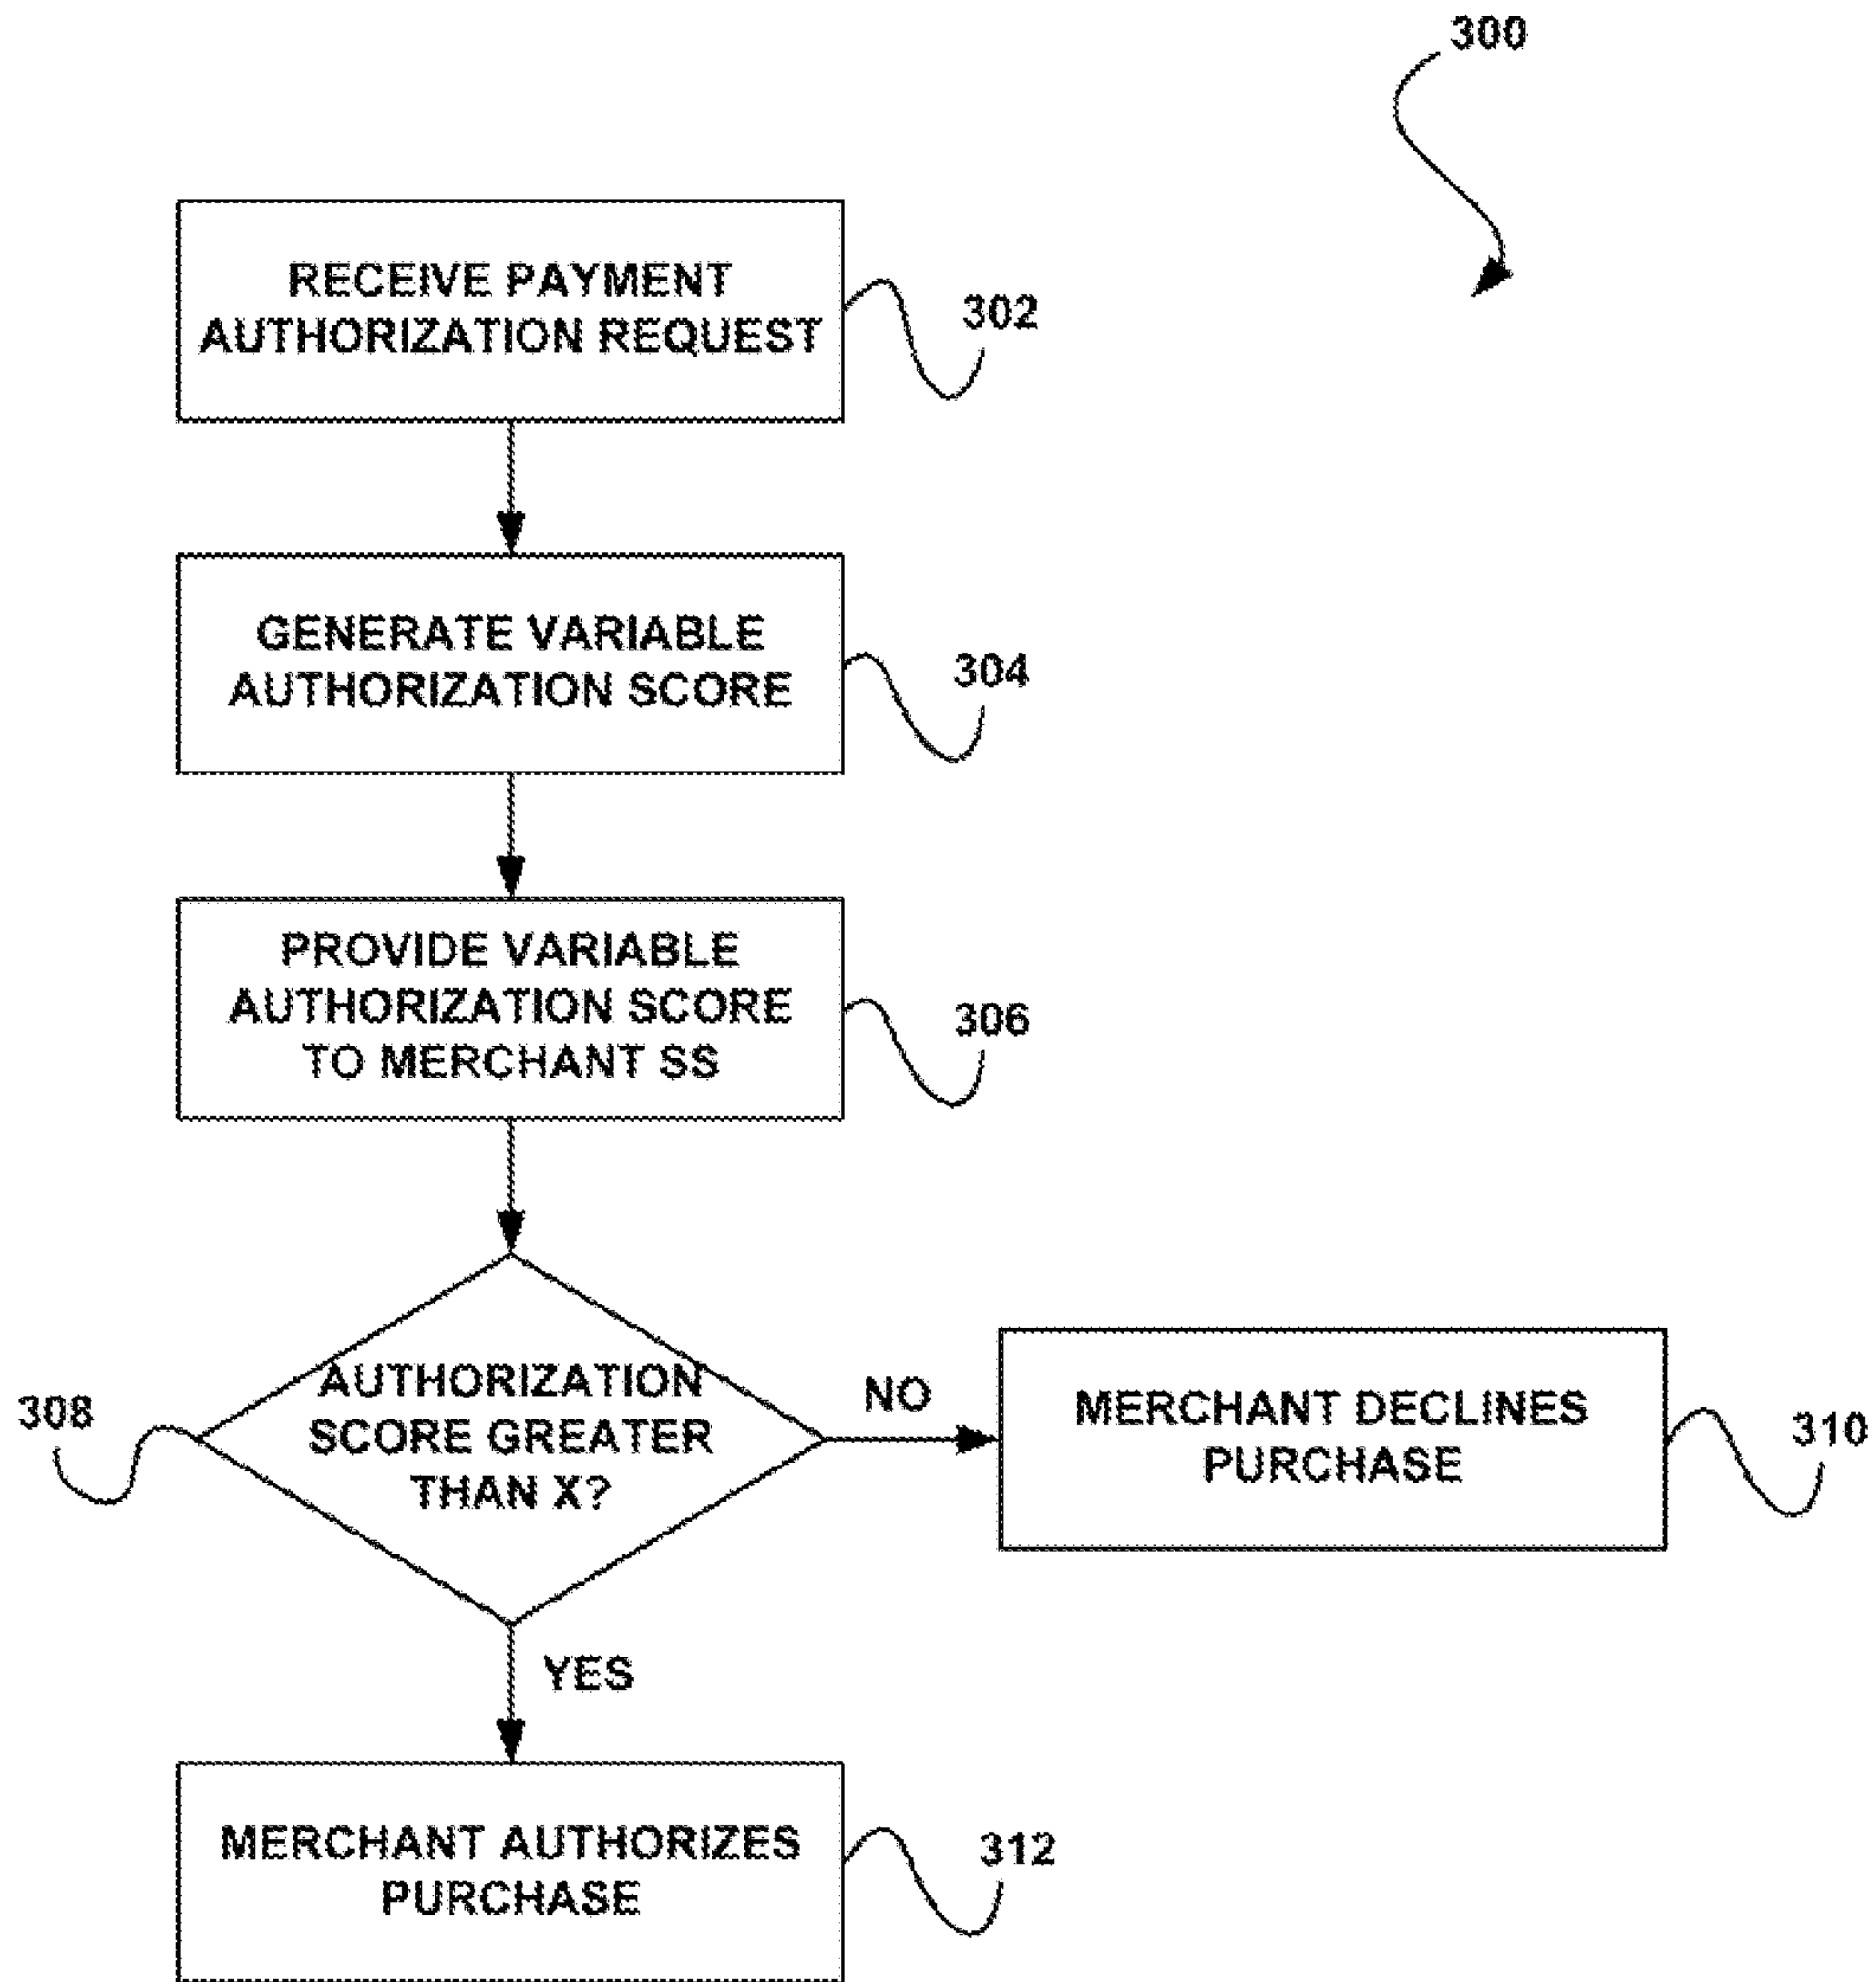 300
RECEIVE PAYMENT
AUTHORIZATION REQUEST
302
GENERATE VARIABLE
AUTHORIZATION SCORE
304
PROVIDE VARIABLE
AUTHORIZATION SCORE
TO MERCHANT SS
306
308
AUTHORIZATION
SCORE GREATER
THAN X?
NO
MERCHANT DECLINES
PURCHASE
310
YES
MERCHANT AUTHORIZES
PURCHASE
312